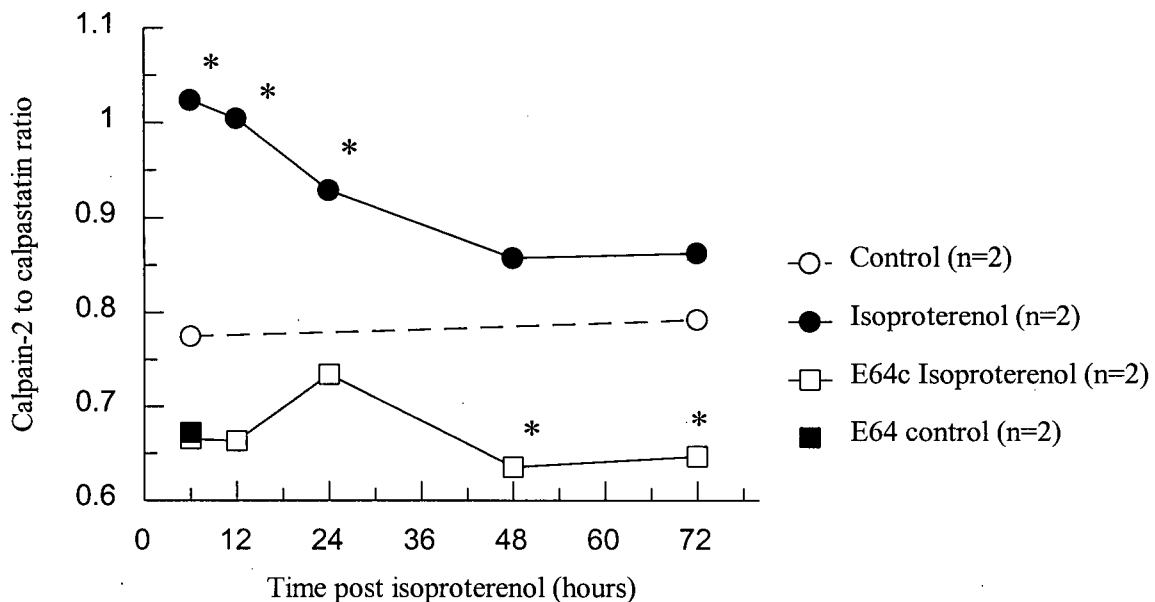 1.1
1
0.9
0.8
0.7
0.6
Calpain-2 to calpastatin ratio
* * *
* *
0 12 24 36 48 60 72
Time post isoproterenol (hours)
Control (n=2)
Isoproterenol (n=2)
E64c Isoproterenol (n=2)
E64 control (n=2)